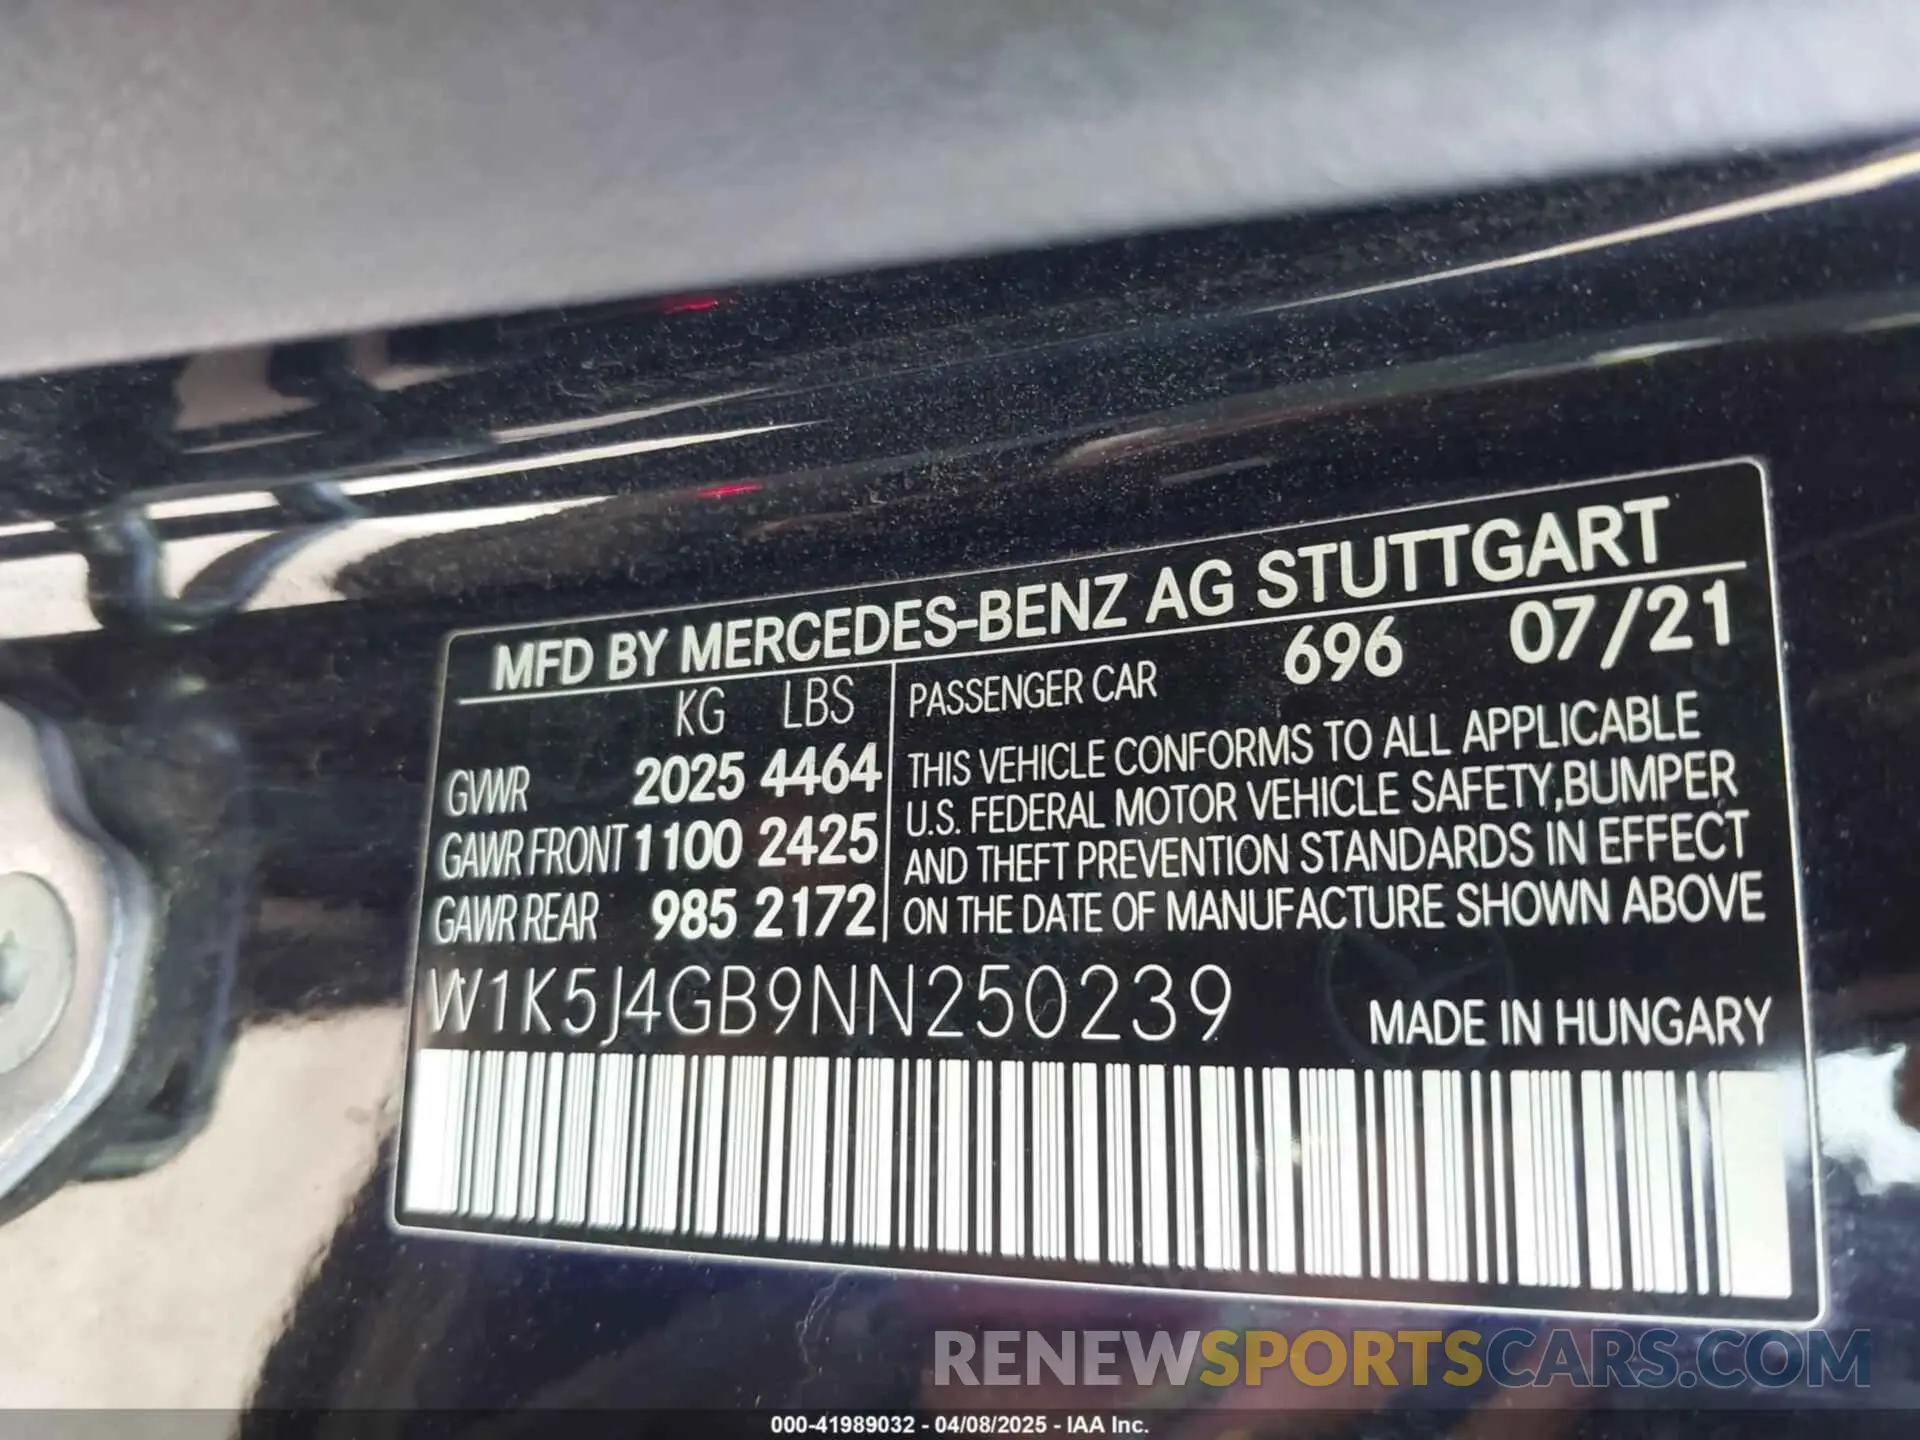 MFD BY MERCEDES-BENZ AG STUTTGART
KG LBS
GVWR 2025 4464
GAWR FRONT 1100 2425
GAWR REAR 985 2172
PASSENGER CAR 696 07/21
THIS VEHICLE CONFORMS TO ALL APPLICABLE
U.S. FEDERAL MOTOR VEHICLE SAFETY,BUMPER
AND THEFT PREVENTION STANDARDS IN EFFECT
ON THE DATE OF MANUFACTURE SHOWN ABOVE
W1K5J4GB9NN250239
MADE IN HUNGARY
RENEWSPORTSCARS.COM
000-41989032 - 04/08/2025 - IAA Inc.